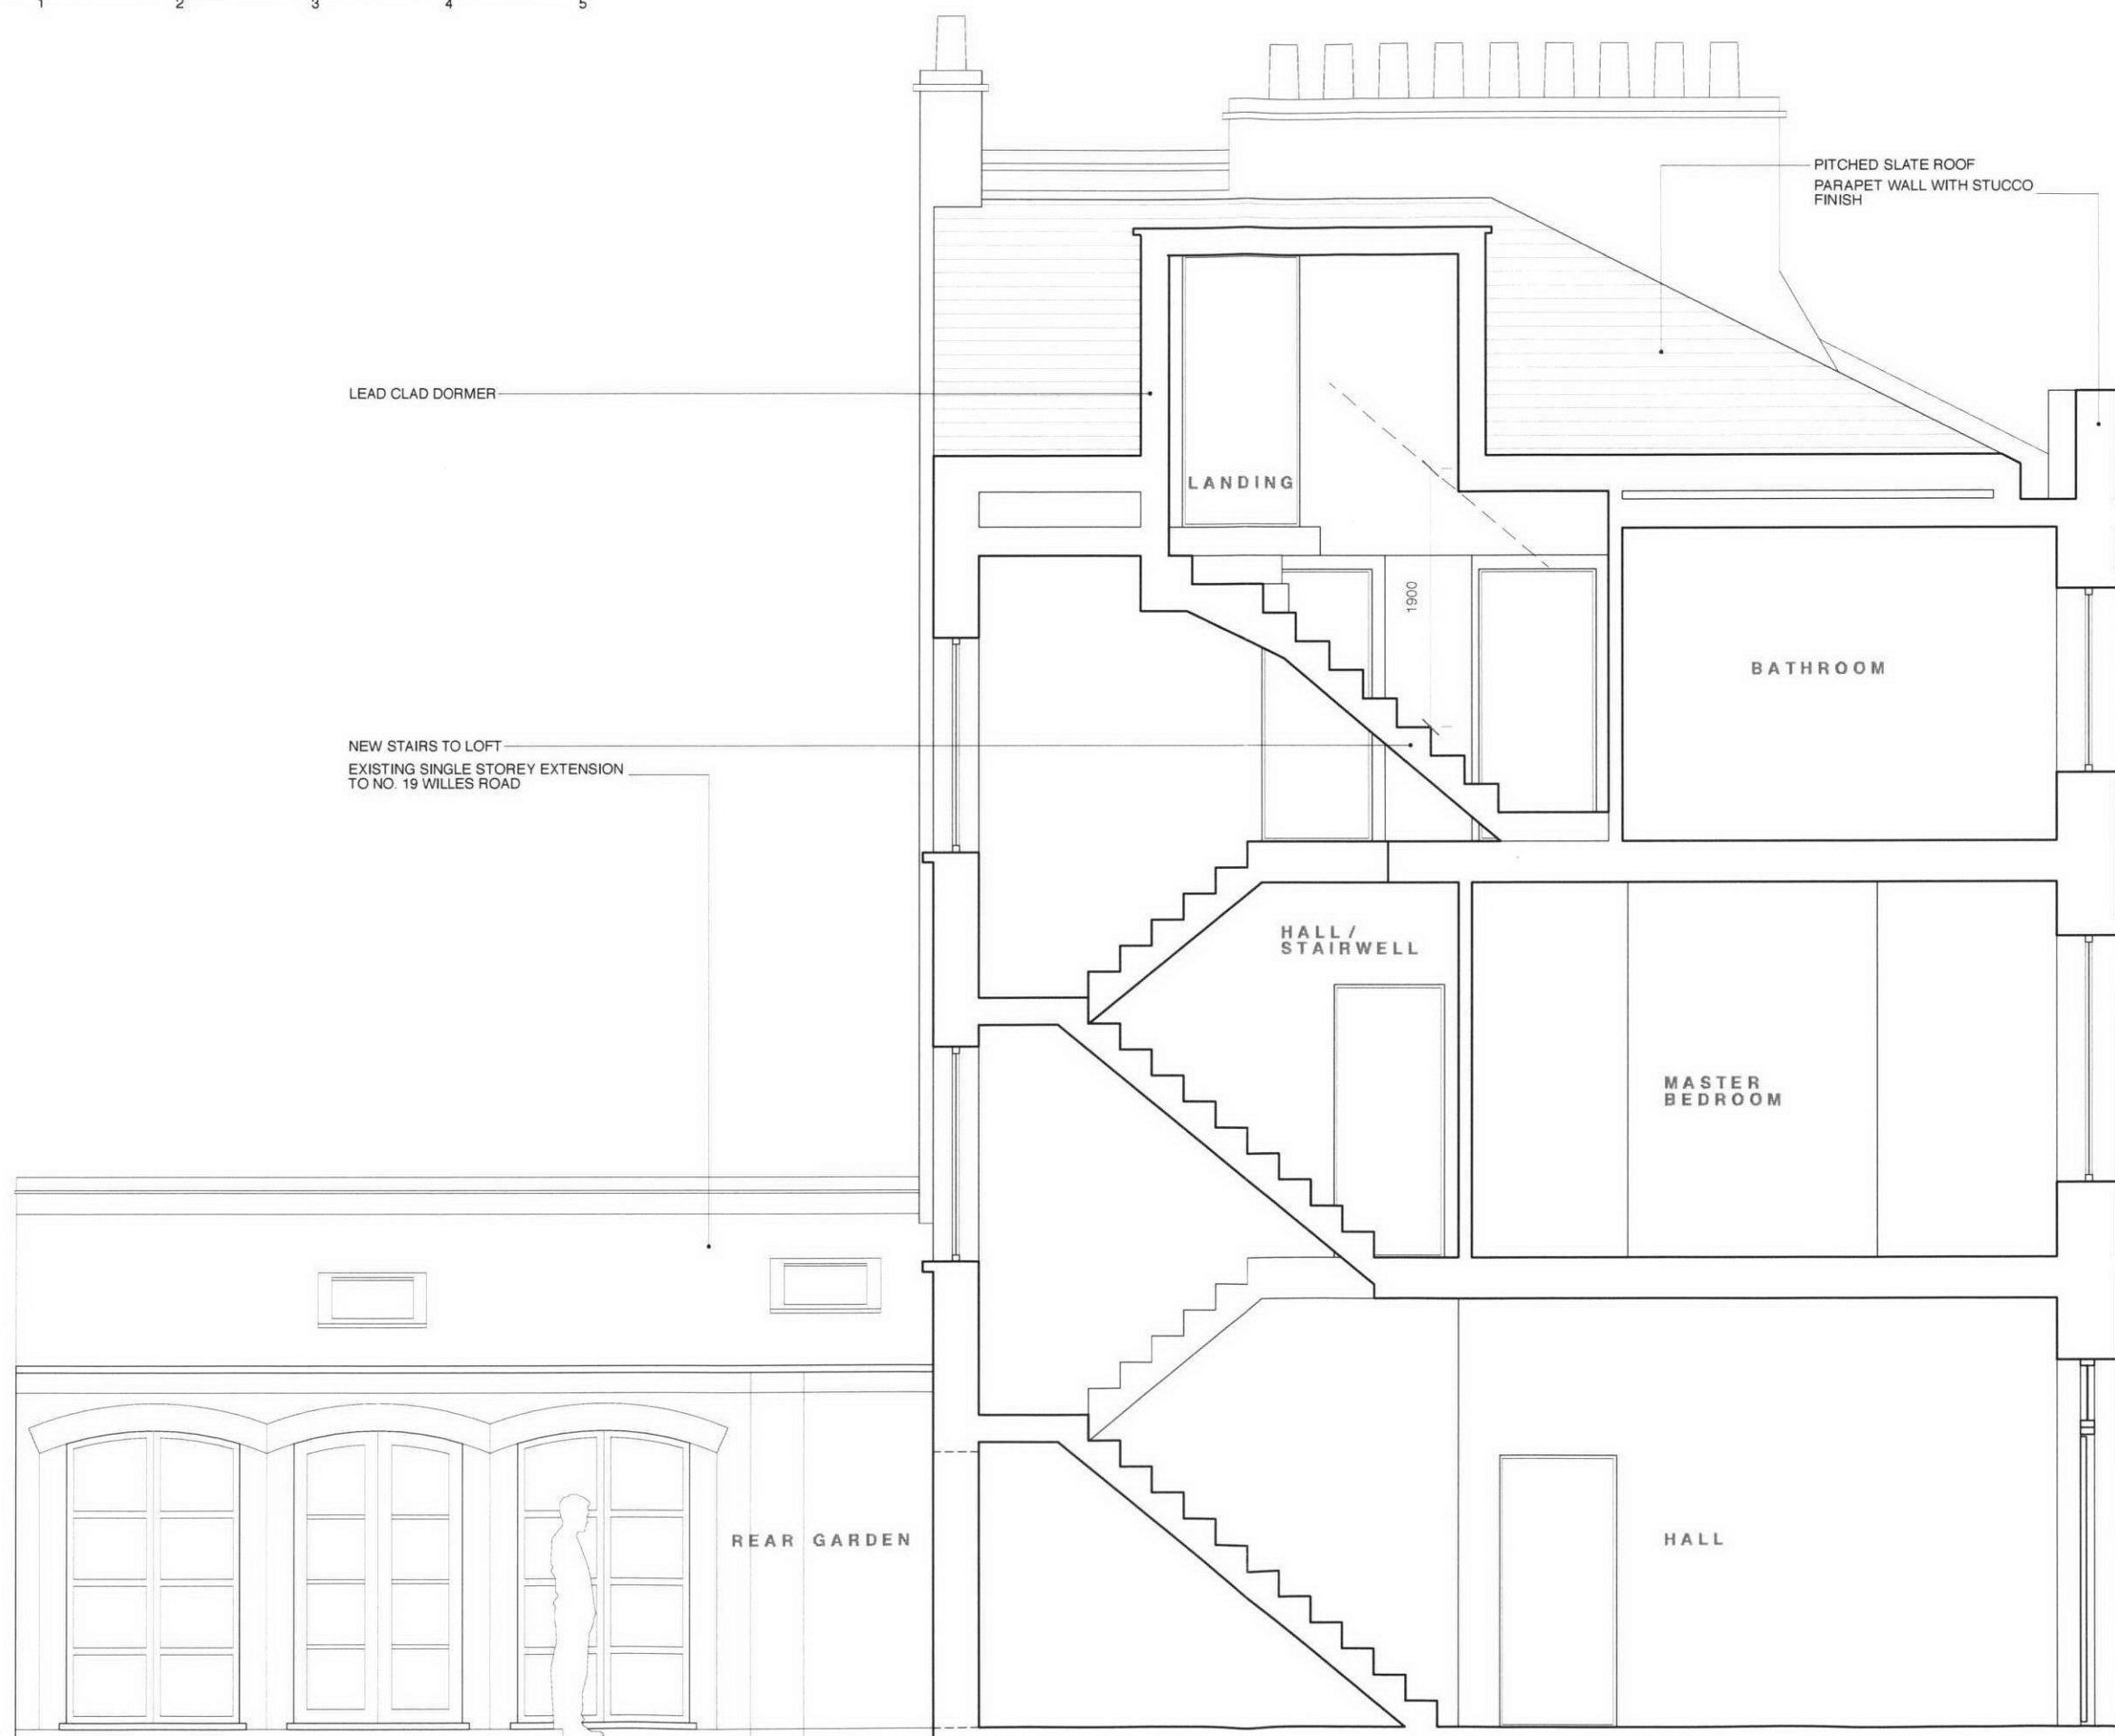 1 2 3 4 5
PITCHED SLATE ROOF
PARAPET WALL WITH STUCCO
FINISH
LEAD CLAD DORMER
LANDING
1900
BATHROOM
NEW STAIRS TO LOFT
EXISTING SINGLE STOREY EXTENSION
TO NO. 19 WILLES ROAD
HALL /
STAIRWELL
MASTER
BEDROOM
REAR GARDEN
HALL